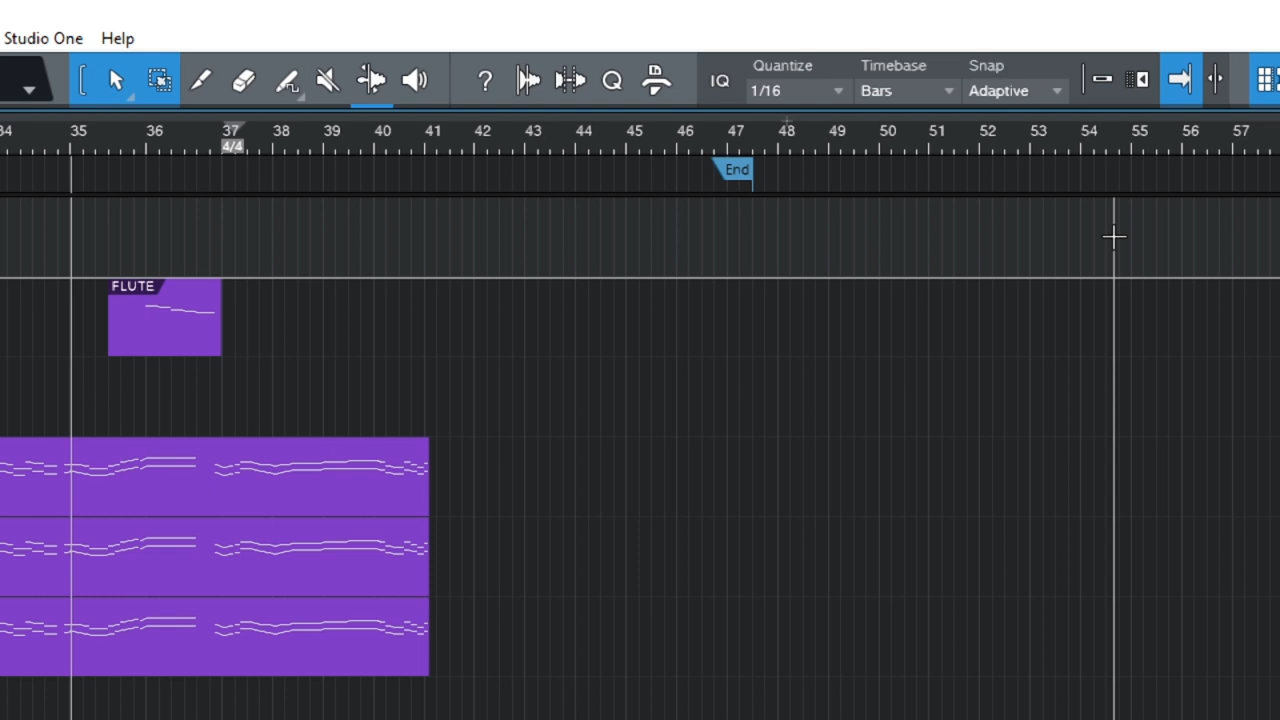 Studio One Help
Quantize Timebase Snap
? Q IQ 1/16 Bars Adaptive
34 35 36 37 38 39 40 41 42 43 44 45 46 47 48 49 50 51 52 53 54 55 56 57
4/4
End
FLUTE